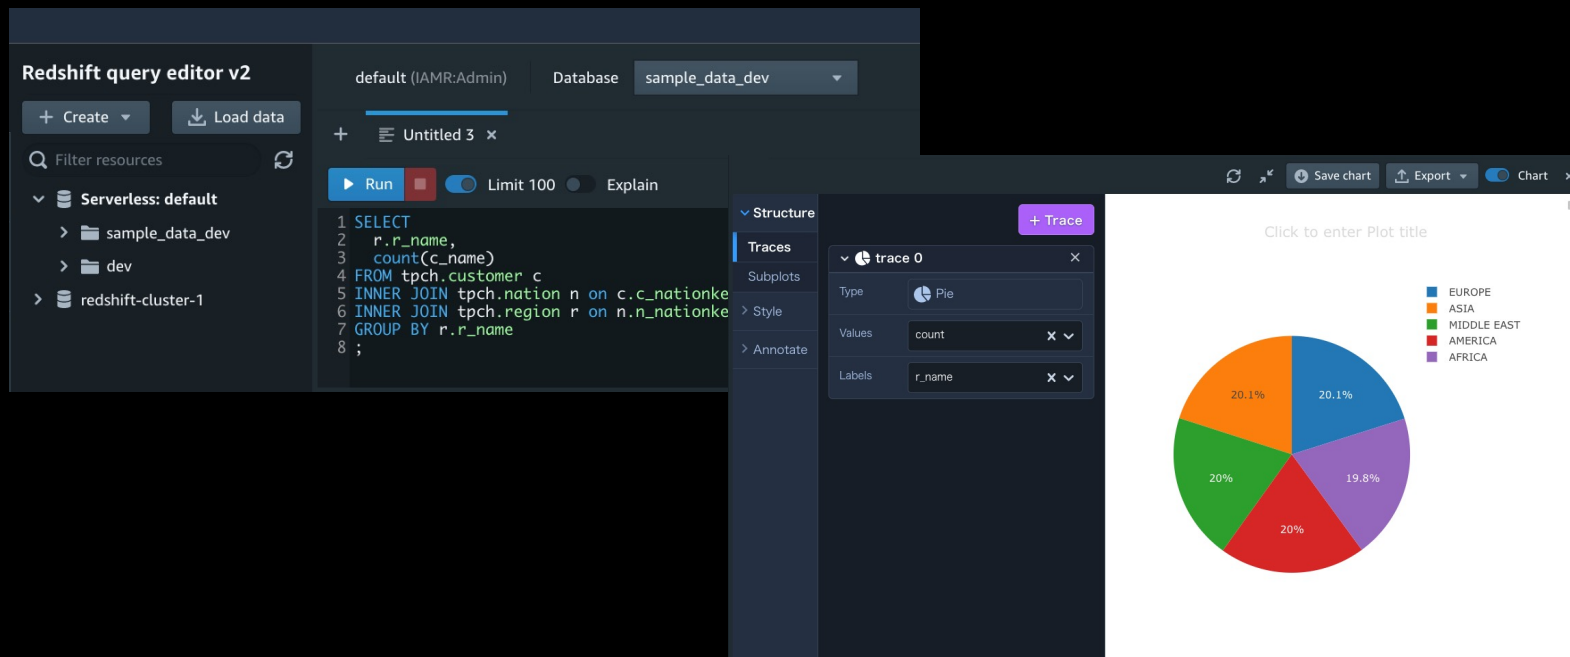 Redshift query editor v2
Create
Load data
Filter resources
Serverless: default
sample_data_dev
dev
redshift-cluster-1
default (IAMR:Admin)
Database
sample_data_dev
+ Untitled 3 ×
Run
Limit 100
Explain
1 SELECT
2 r.r_name,
3 count(c_name)
4 FROM tpch.customer c
5 INNER JOIN tpch.nation n on c.c_nationke
6 INNER JOIN tpch.region r on n.n_nationke
7 GROUP BY r.r_name
8 ;
Save chart
Export
Chart
Structure
Traces
Subplots
Style
Annotate
+ Trace
trace 0
Type
Pie
Values
count
Labels
r_name
Click to enter Plot title
EUROPE
ASIA
MIDDLE EAST
AMERICA
AFRICA
20.1%
20.1%
20%
19.8%
20%